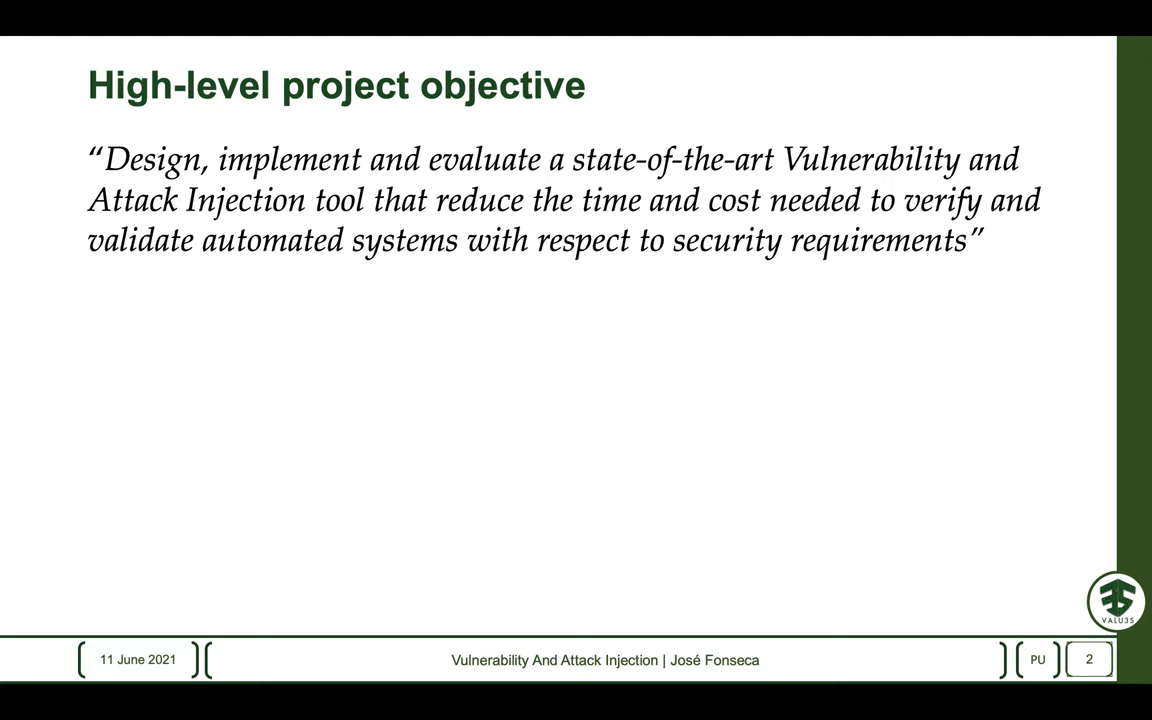 High-level project objective
“Design, implement and evaluate a state-of-the-art Vulnerability and
Attack Injection tool that reduce the time and cost needed to verify and
validate automated systems with respect to security requirements”
VALU3S
11 June 2021
Vulnerability And Attack Injection | José Fonseca
PU
2